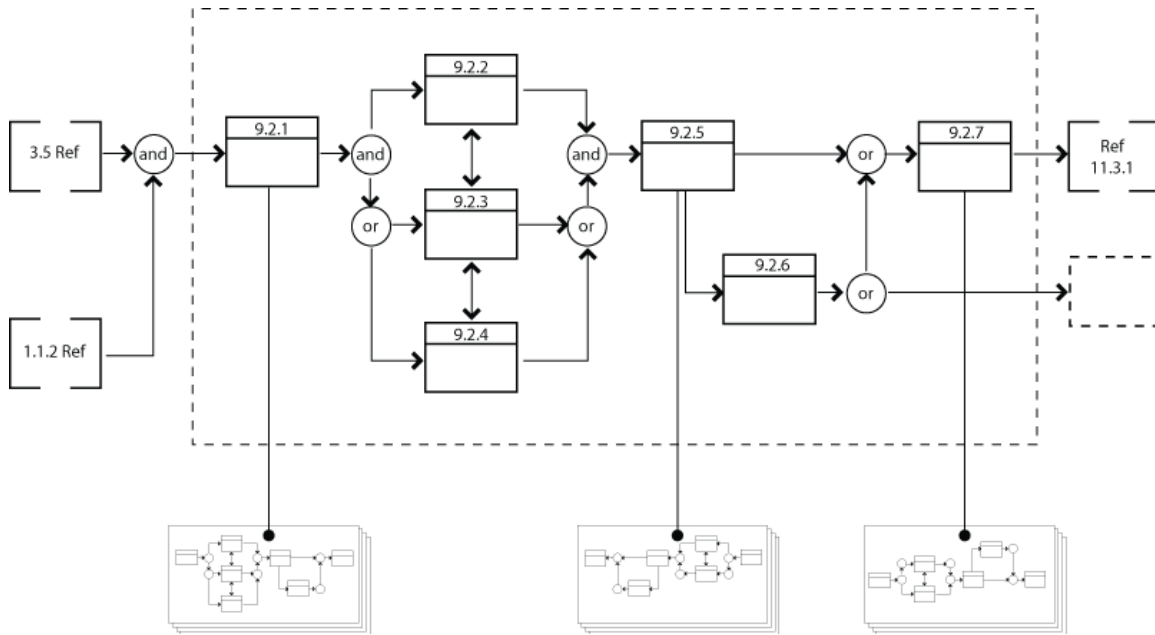 9.2.2
9.2.1
9.2.5
9.2.7
3.5 Ref
and
and
and
or
Ref
11.3.1
9.2.3
or
or
9.2.6
or
9.2.4
1.1.2 Ref